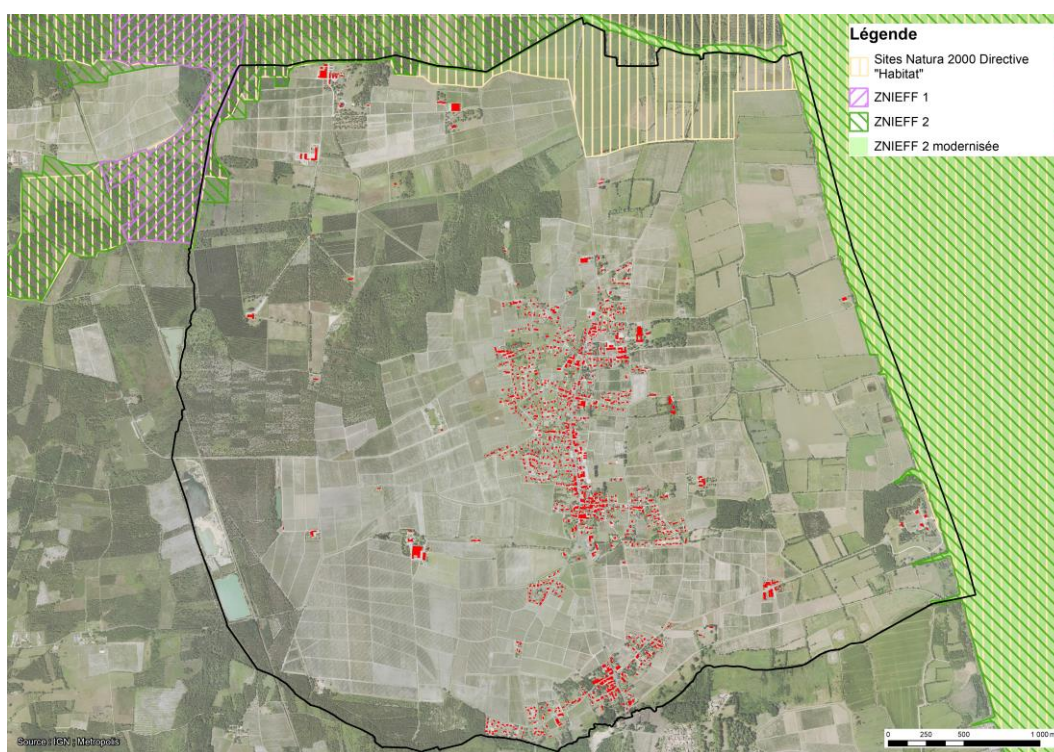 Légende
Sites Natura 2000 Directive
"Habitat"
ZNIEFF 1
ZNIEFF 2
ZNIEFF 2 modernisée
Source : IGN ; Metropolis
0 250 500 1 000 m